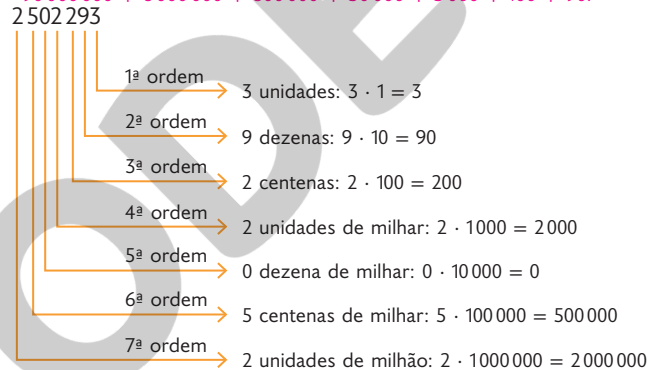 2 502 293
1ª ordem
3 unidades: 3 · 1 = 3
2ª ordem
9 dezenas: 9 · 10 = 90
3ª ordem
2 centenas: 2 · 100 = 200
4ª ordem
2 unidades de milhar: 2 · 1 000 = 2 000
5ª ordem
0 dezena de milhar: 0 · 10 000 = 0
6ª ordem
5 centenas de milhar: 5 · 100 000 = 500 000
7ª ordem
2 unidades de milhão: 2 · 1 000 000 = 2 000 000